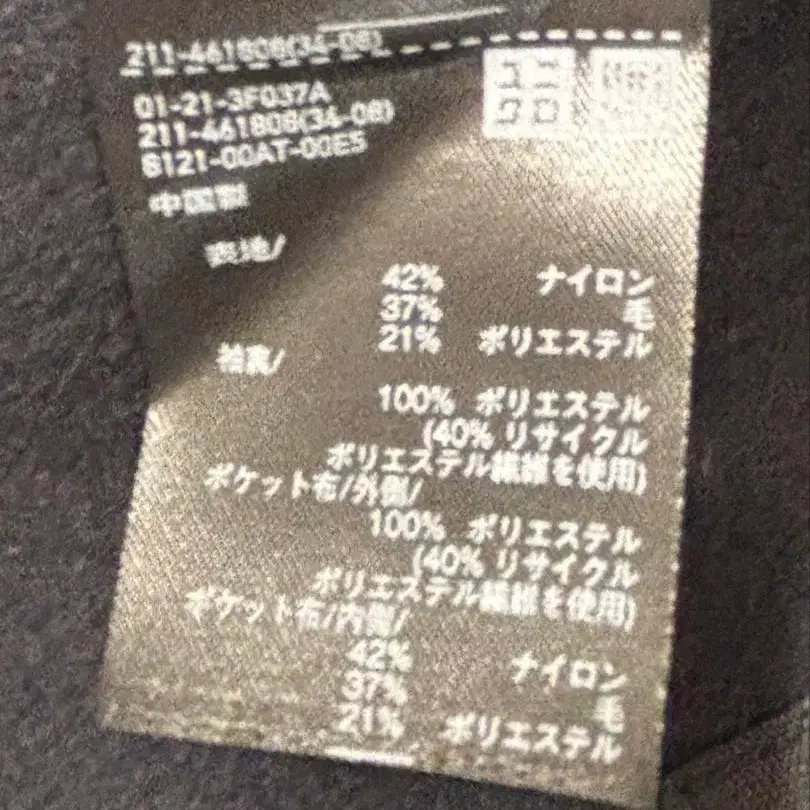 211-461808(34-08)
ユニ
クロ
01-21-3F037A
211-461808(34-08)
8121-00AT-00E5
中国製
表地/
42% ナイロン
37% 毛
21% ポリエステル
袖裏/
100% ポリエステル
(40% リサイクル
ポリエステル繊維を使用)
ポケット布/外側/
100% ポリエステル
(40% リサイクル
ポリエステル繊維を使用)
ポケット布/内側/
42% ナイロン
37% 毛
21% ポリエステル